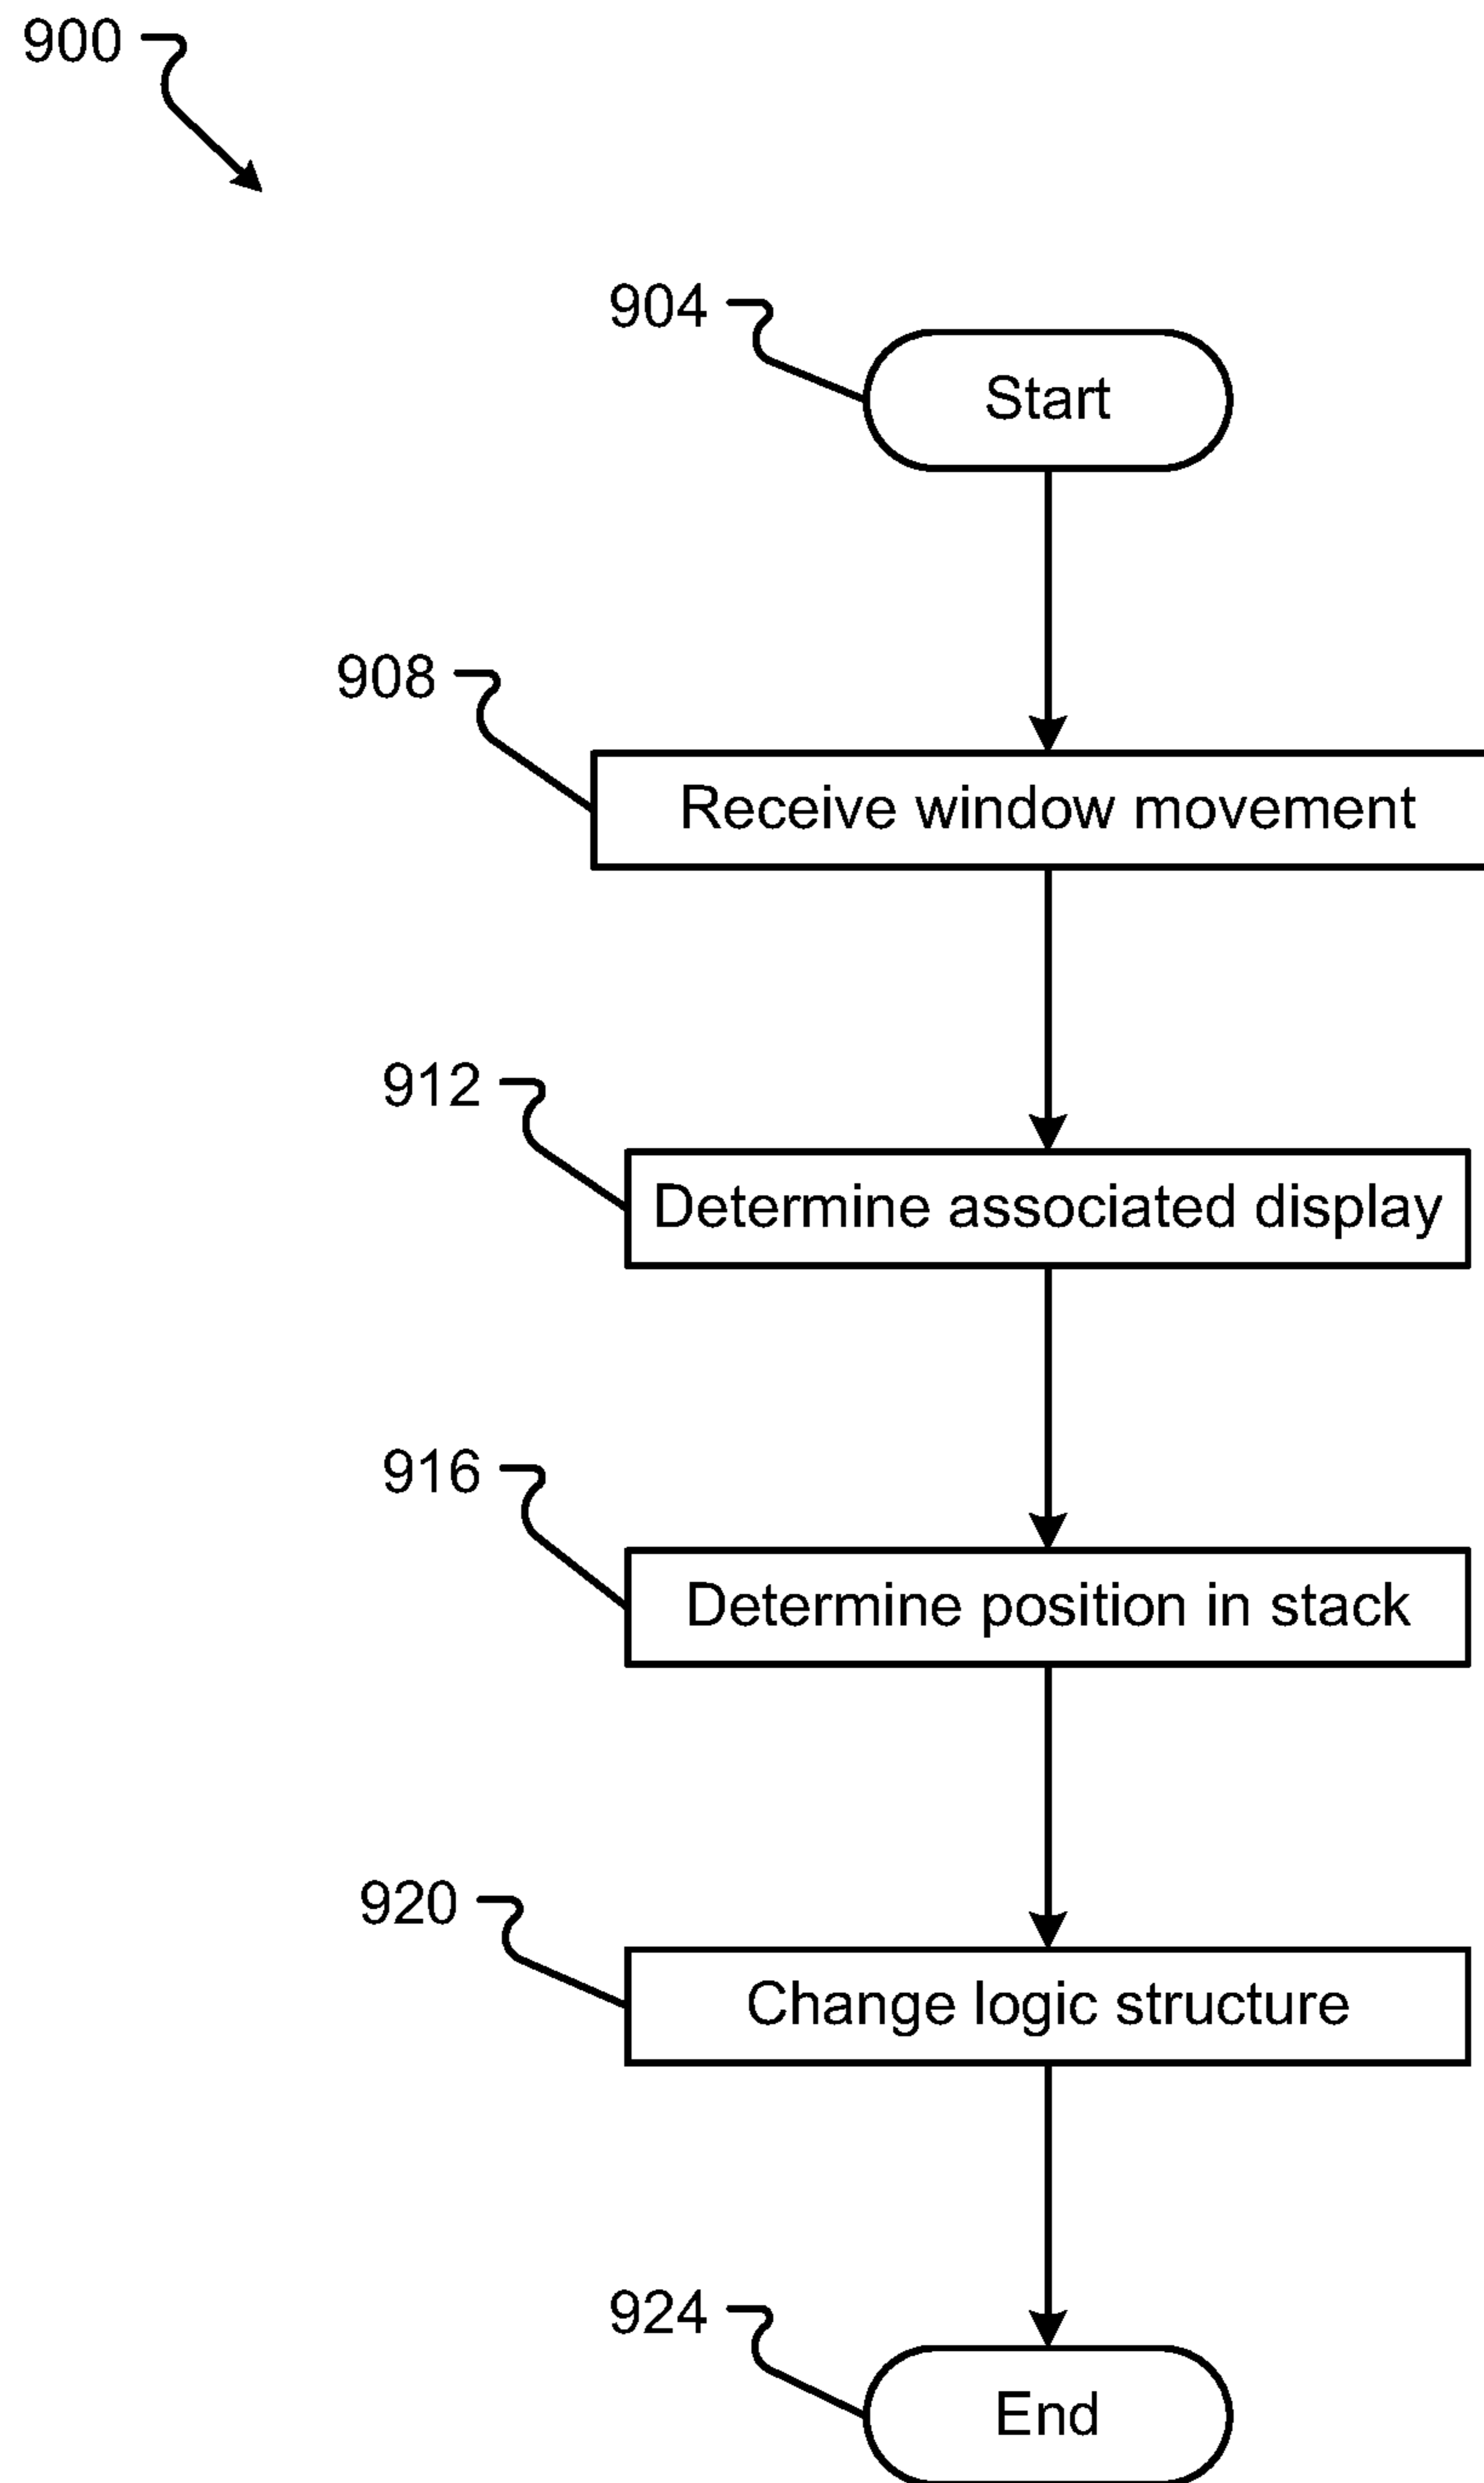 900
904
Start
908
Receive window movement
912
Determine associated display
916
Determine position in stack
920
Change logic structure
924
End